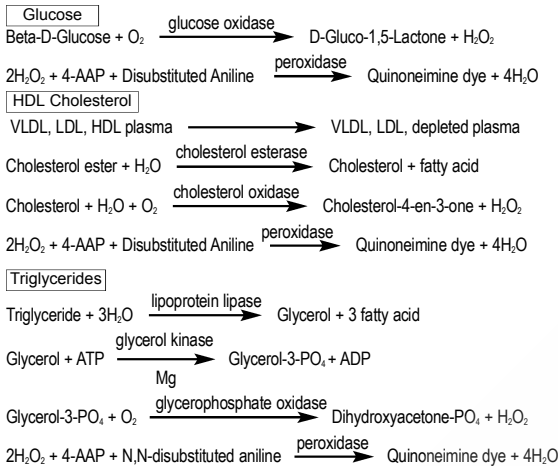 Glucose
glucose oxidase
Beta-D-Glucose + O₂ D-Gluco-1,5-Lactone + H₂O₂
peroxidase
2H₂O₂ + 4-AAP + Disubstituted Aniline Quinoneimine dye + 4H₂O
HDL Cholesterol
VLDL, LDL, HDL plasma VLDL, LDL, depleted plasma
cholesterol esterase
Cholesterol ester + H₂O Cholesterol + fatty acid
cholesterol oxidase
Cholesterol + H₂O + O₂ Cholesterol-4-en-3-one + H₂O₂
peroxidase
2H₂O₂ + 4-AAP + Disubstituted Aniline Quinoneimine dye + 4H₂O
Triglycerides
lipoprotein lipase
Triglyceride + 3H₂O Glycerol + 3 fatty acid
glycerol kinase
Glycerol + ATP Glycerol-3-PO₄ + ADP
Mg
glycerophosphate oxidase
Glycerol-3-PO₄ + O₂ Dihydroxyacetone-PO₄ + H₂O₂
peroxidase
2H₂O₂ + 4-AAP + N,N-disubstituted aniline Quinoneimine dye + 4H₂O